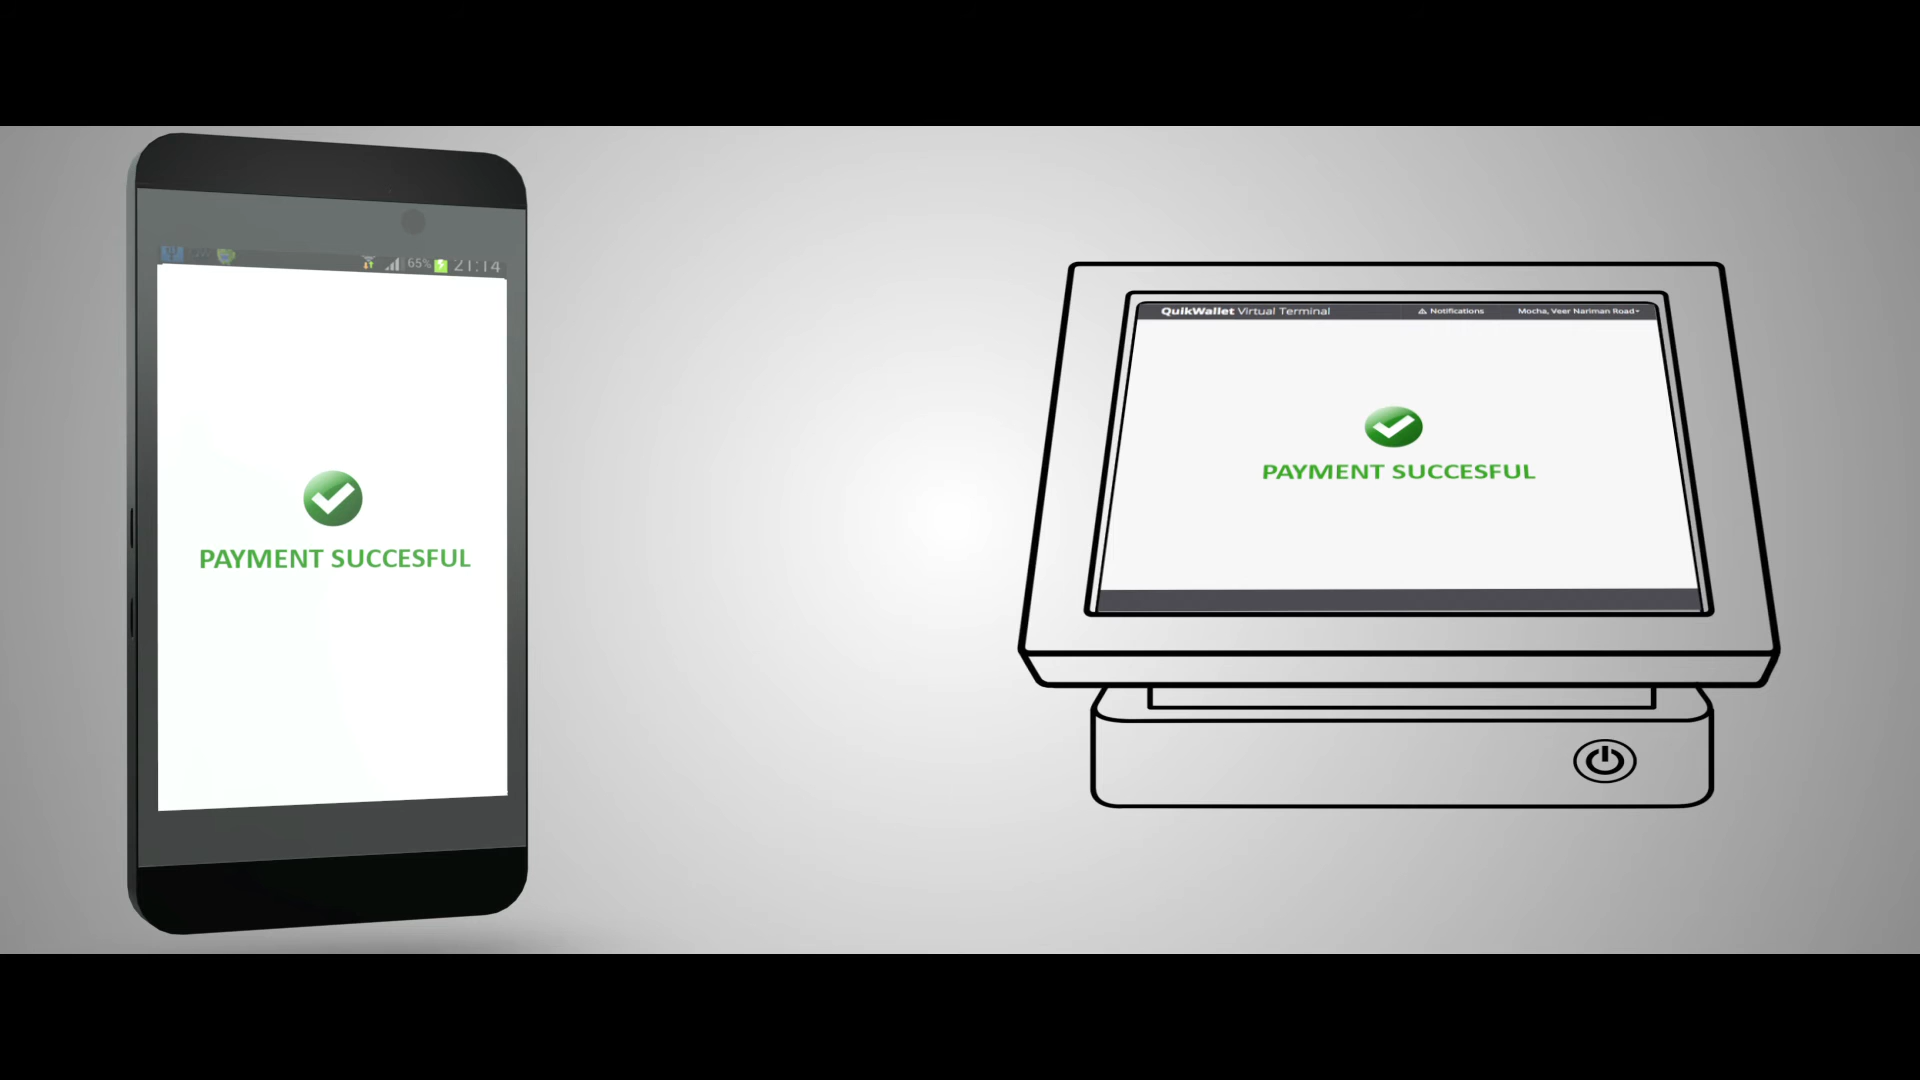 65% 21:14
PAYMENT SUCCESFUL
QuikWallet Virtual Terminal Notifications Mocha, Veer Nariman Road
PAYMENT SUCCESFUL